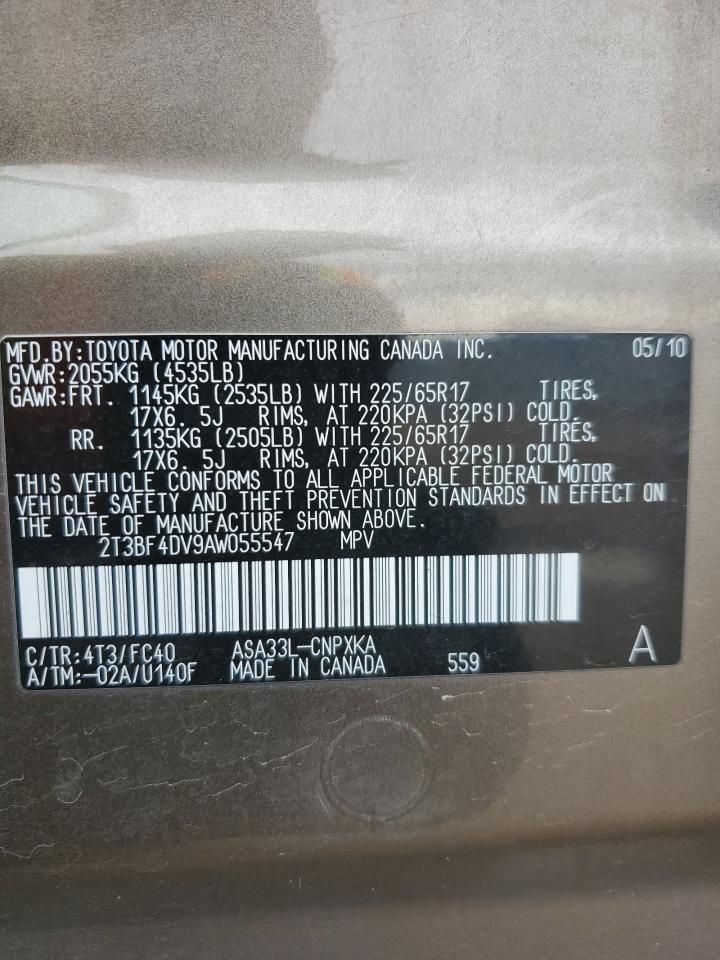 MFD.BY:TOYOTA MOTOR MANUFACTURING CANADA INC. 05/10
GVWR:2055KG (4535LB)
GAWR:FRT. 1145KG (2535LB) WITH 225/65R17 TIRES,
17X6. 5J RIMS, AT 220KPA (32PSI) COLD.
RR. 1135KG (2505LB) WITH 225/65R17 TIRES,
17X6. 5J RIMS, AT 220KPA (32PSI) COLD.
THIS VEHICLE CONFORMS TO ALL APPLICABLE FEDERAL MOTOR
VEHICLE SAFETY AND THEFT PREVENTION STANDARDS IN EFFECT ON
THE DATE OF MANUFACTURE SHOWN ABOVE.
2T3BF4DV9AW055547 MPV
C/TR:4T3/FC40 ASA33L-CNPXKA A
A/TM:-02A/U140F MADE IN CANADA 559